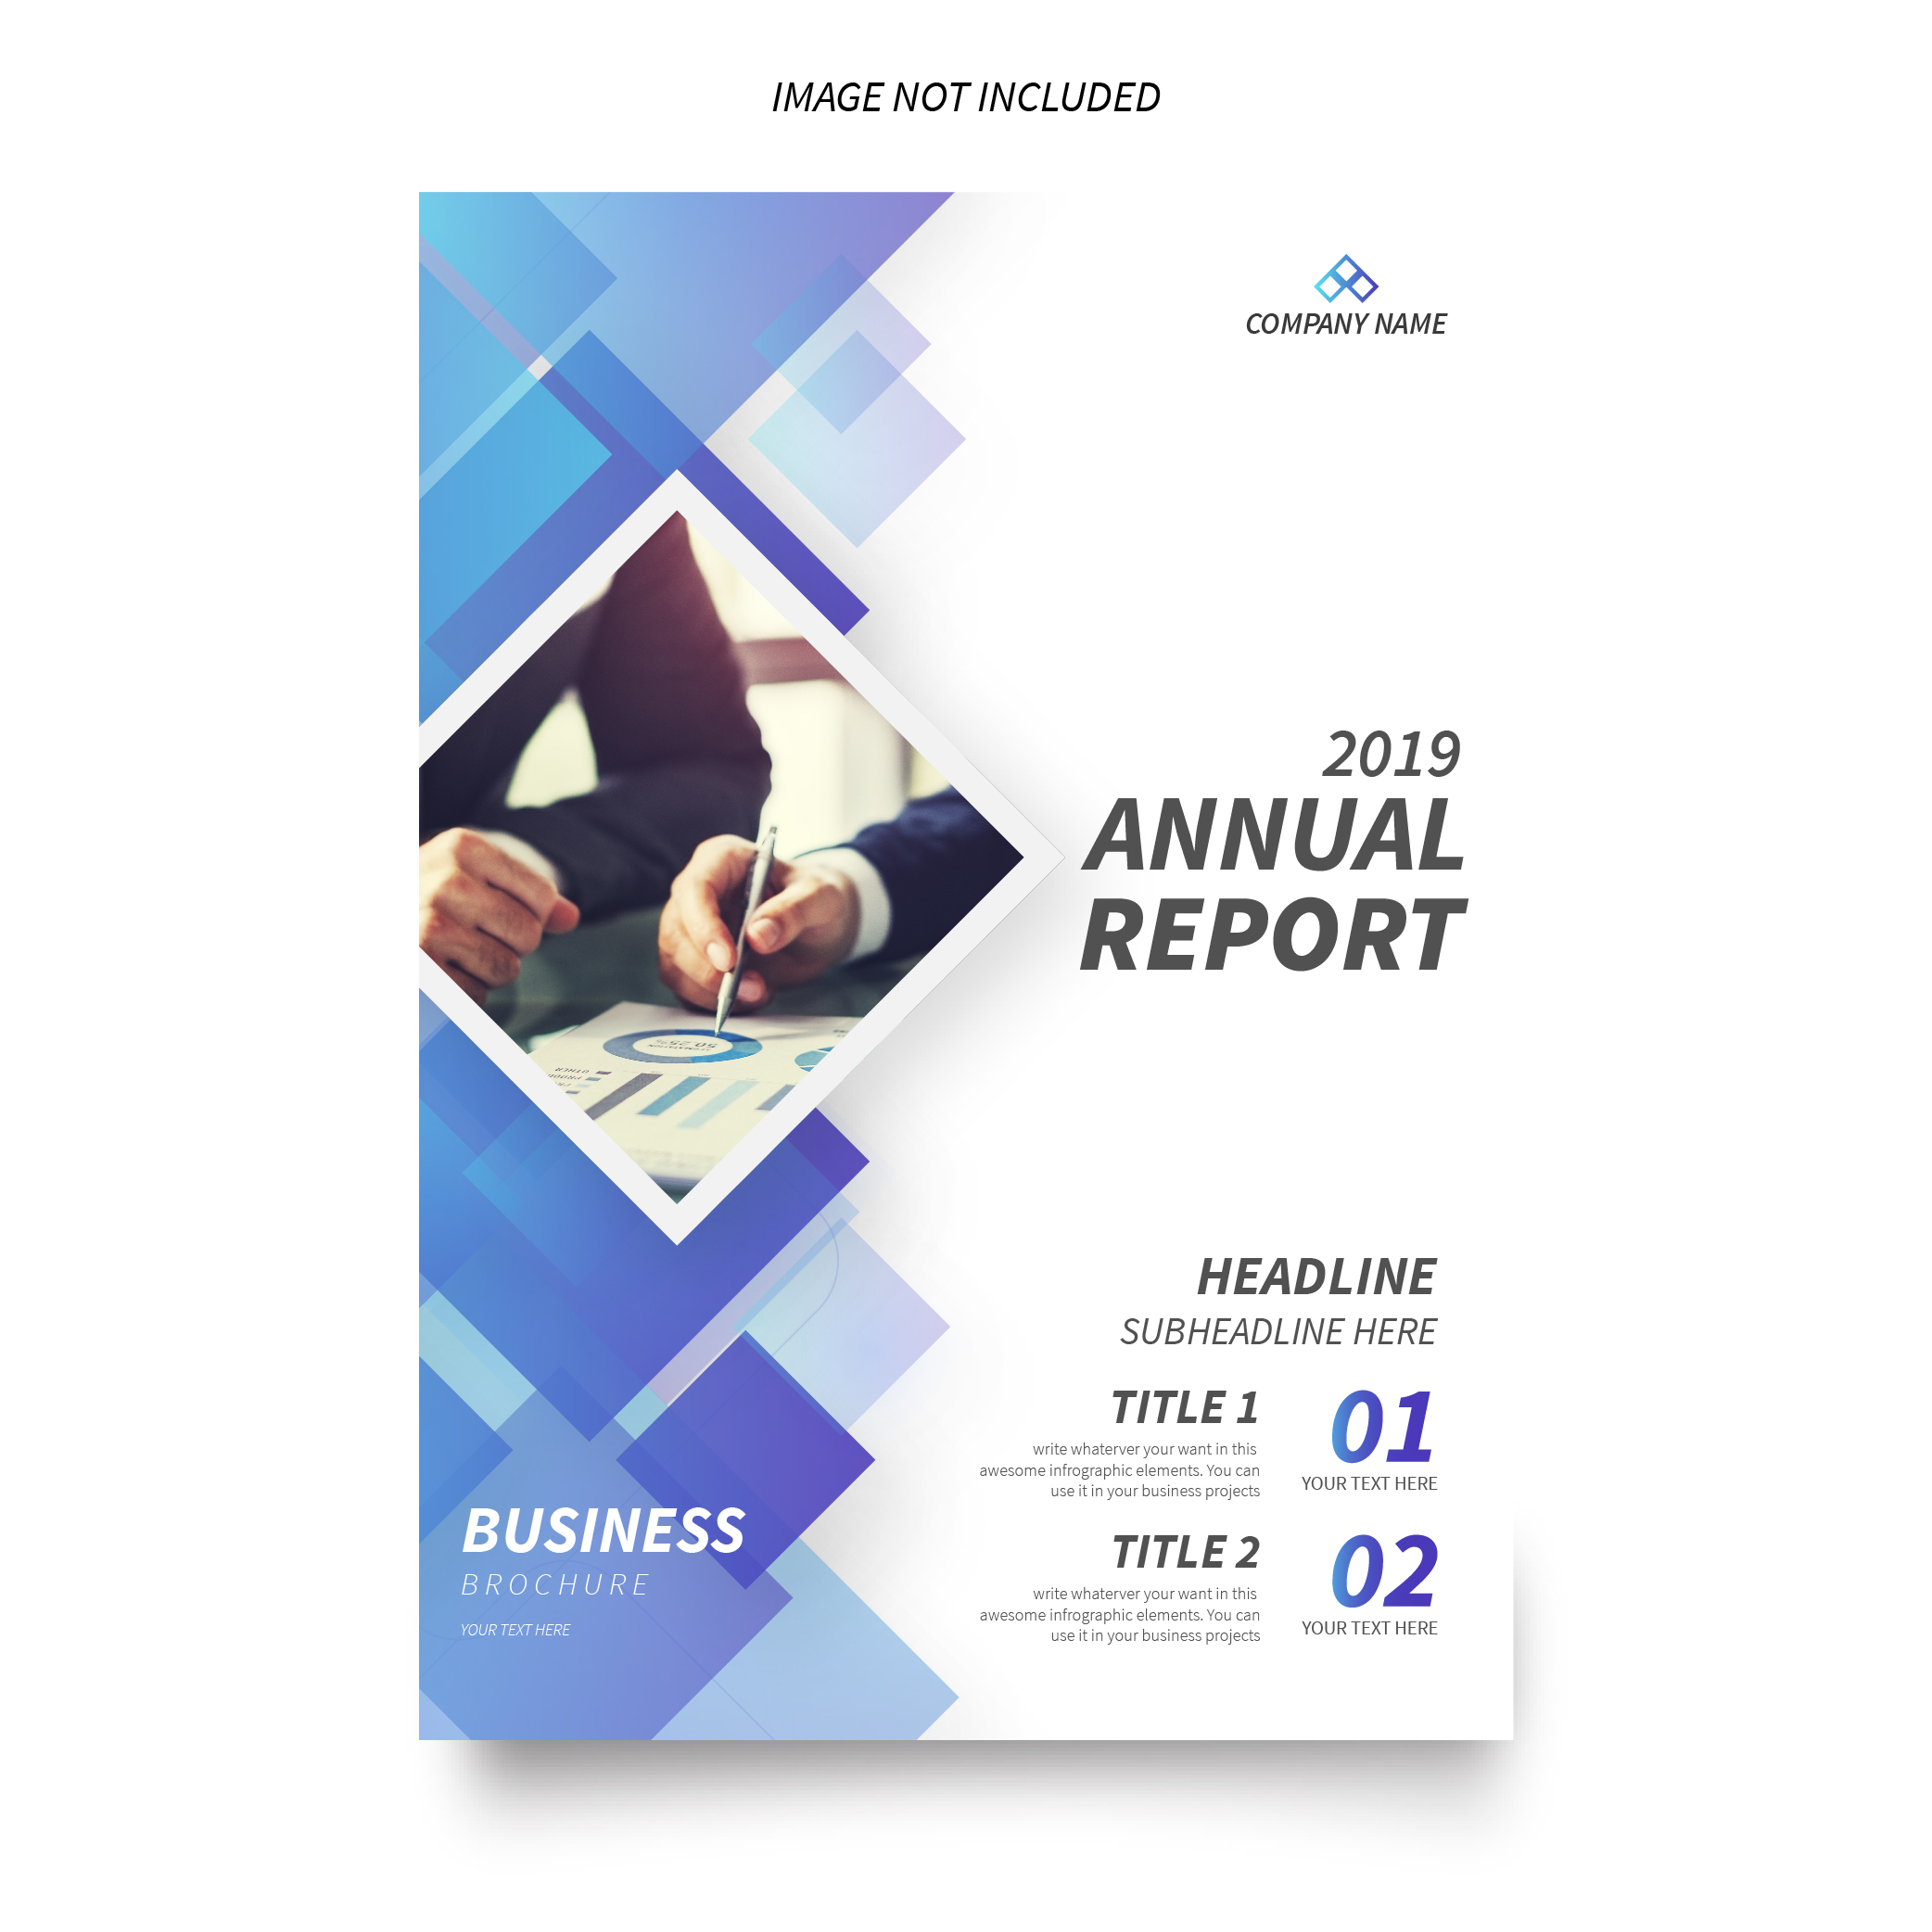 IMAGE NOT INCLUDED
COMPANY NAME
2019
ANNUAL
REPORT
HEADLINE
SUBHEADLINE HERE
TITLE 1
write whaterver your want in this
awesome infrographic elements. You can
use it in your business projects
01
YOUR TEXT HERE
TITLE 2
write whaterver your want in this
awesome infrographic elements. You can
use it in your business projects
02
YOUR TEXT HERE
BUSINESS
BROCHURE
YOUR TEXT HERE